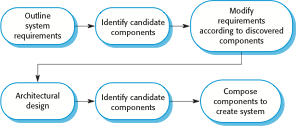 Outline
system
requirements
Identify candidate
components
Modify
requirements
according to discovered
components
Architectural
design
Identify candidate
components
Compose
components to
create system